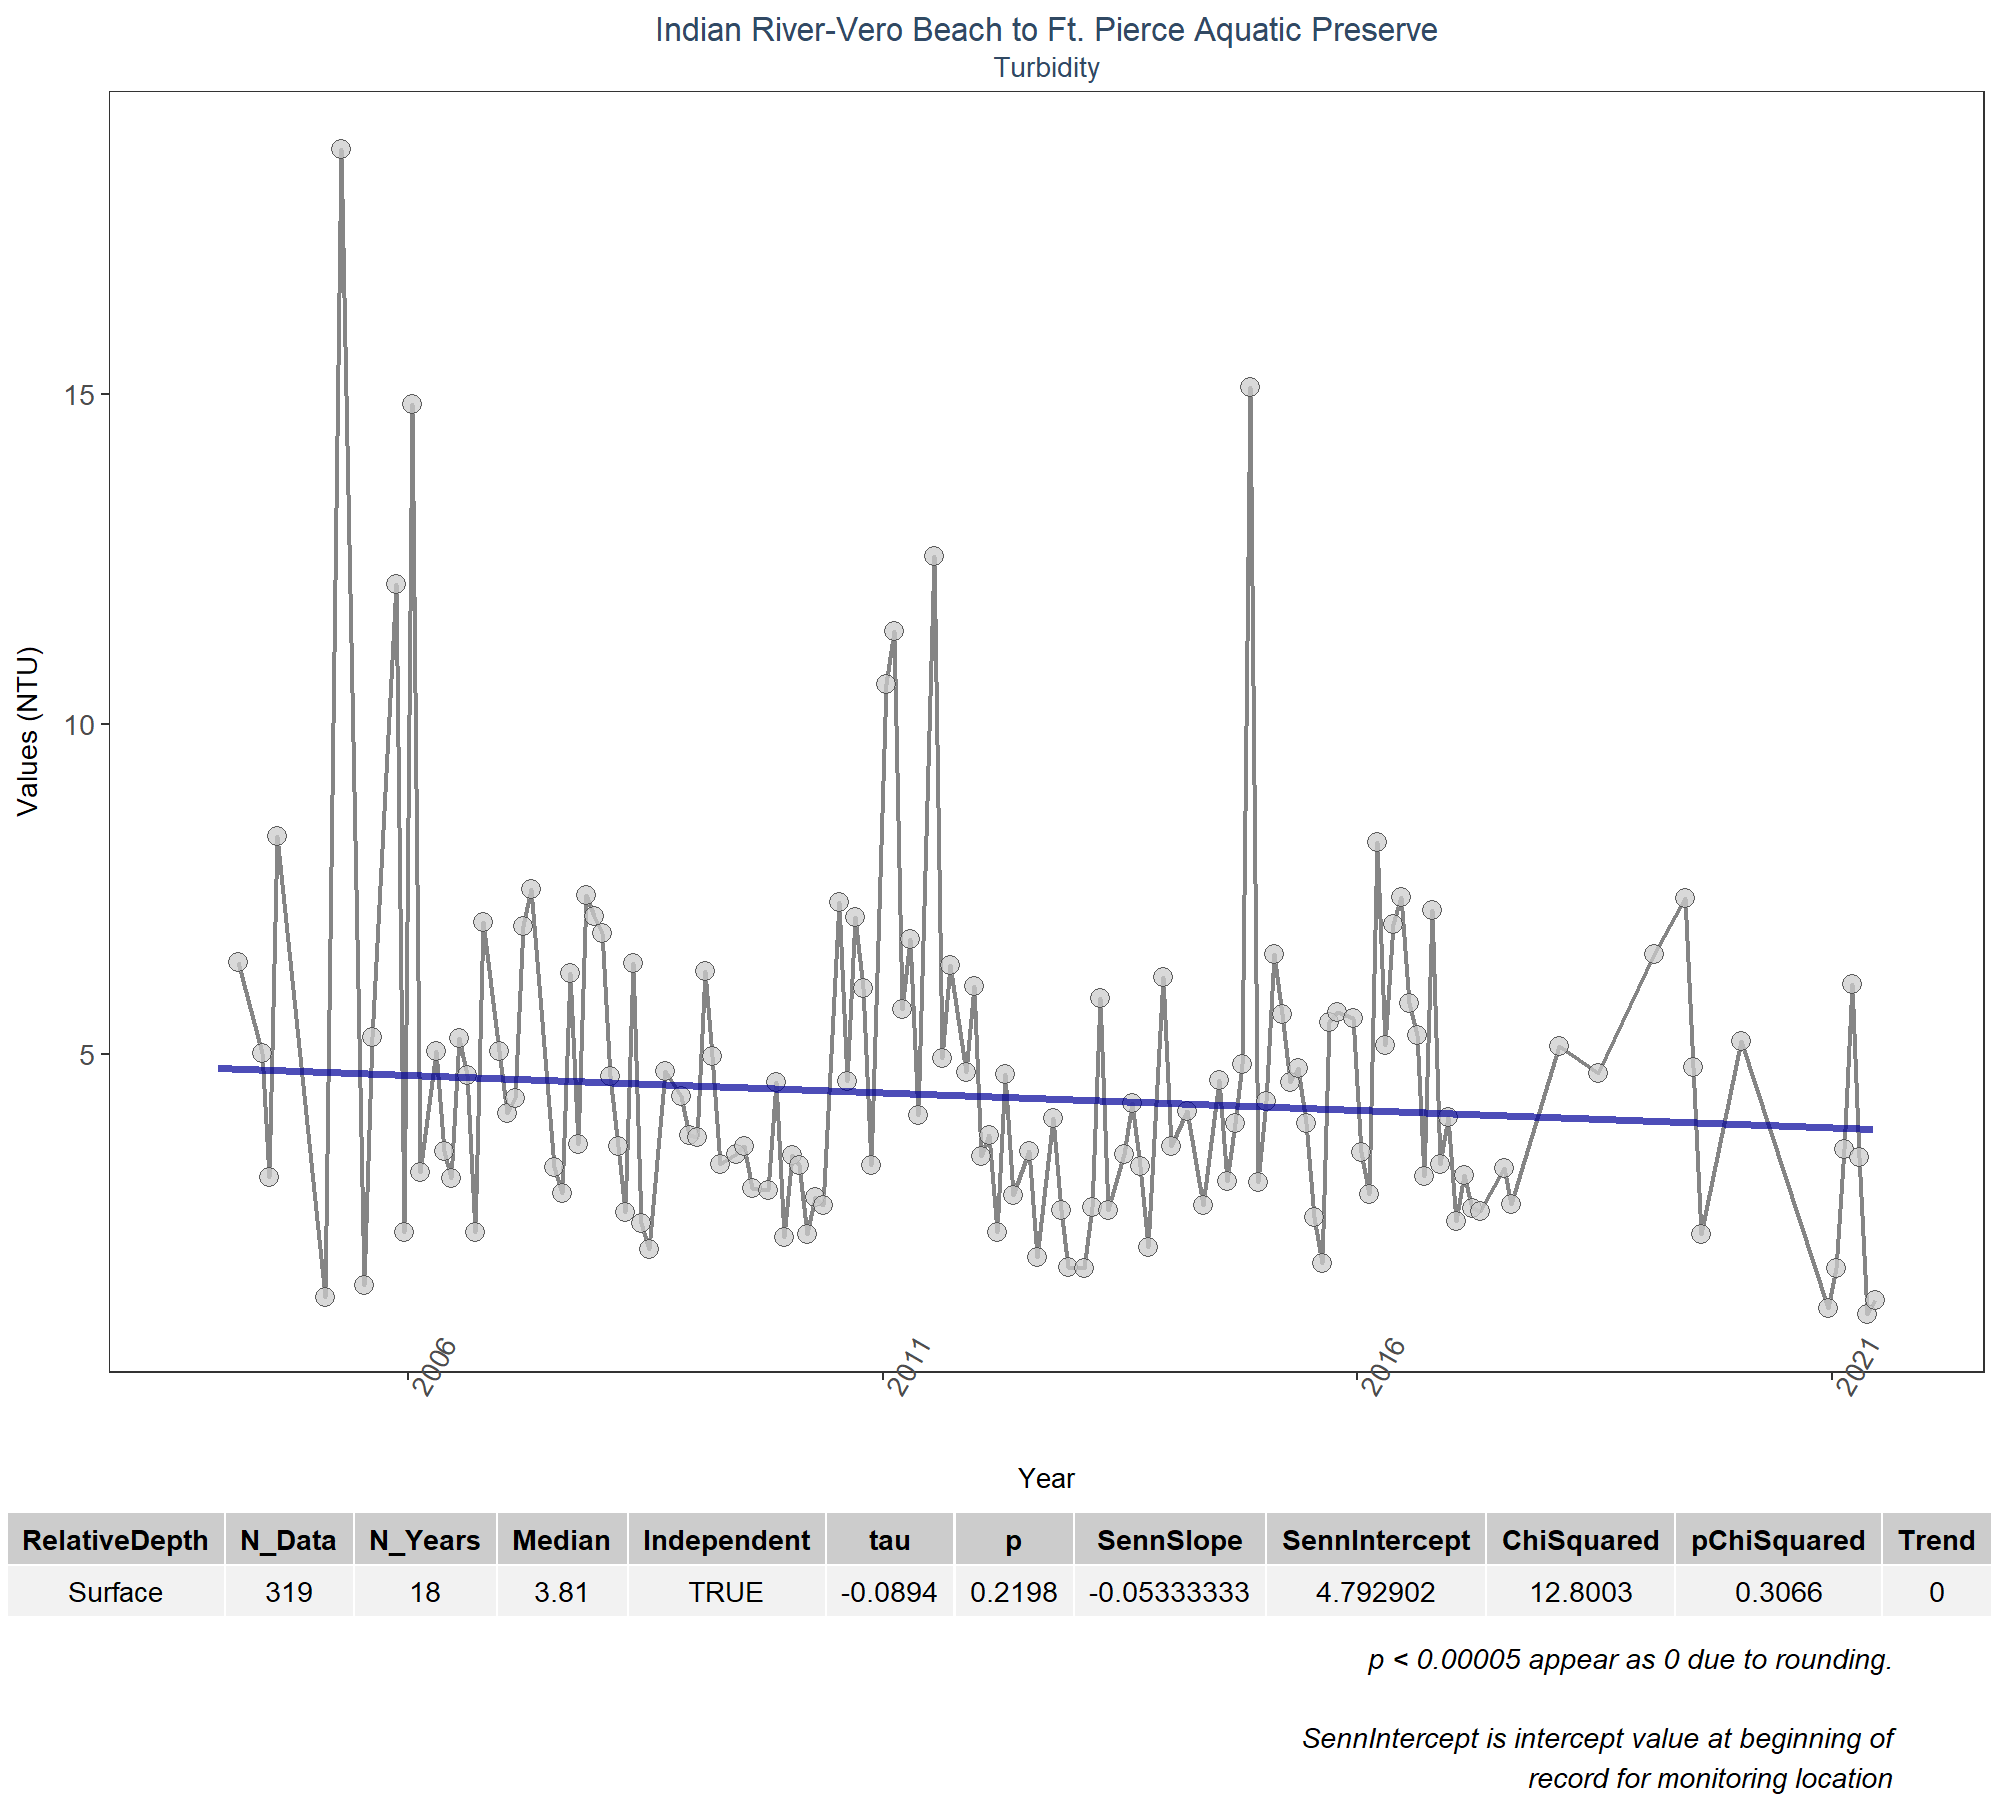 Indian River-Vero Beach to Ft. Pierce Aquatic Preserve
Turbidity
Values (NTU)
15
10
5
2006 2011 2016 2021
Year
RelativeDepth N_Data N_Years Median Independent tau p SennSlope SennIntercept ChiSquared pChiSquared Trend
Surface 319 18 3.81 TRUE -0.0894 0.2198 -0.05333333 4.792902 12.8003 0.3066 0
p < 0.00005 appear as 0 due to rounding.
SennIntercept is intercept value at beginning of
record for monitoring location